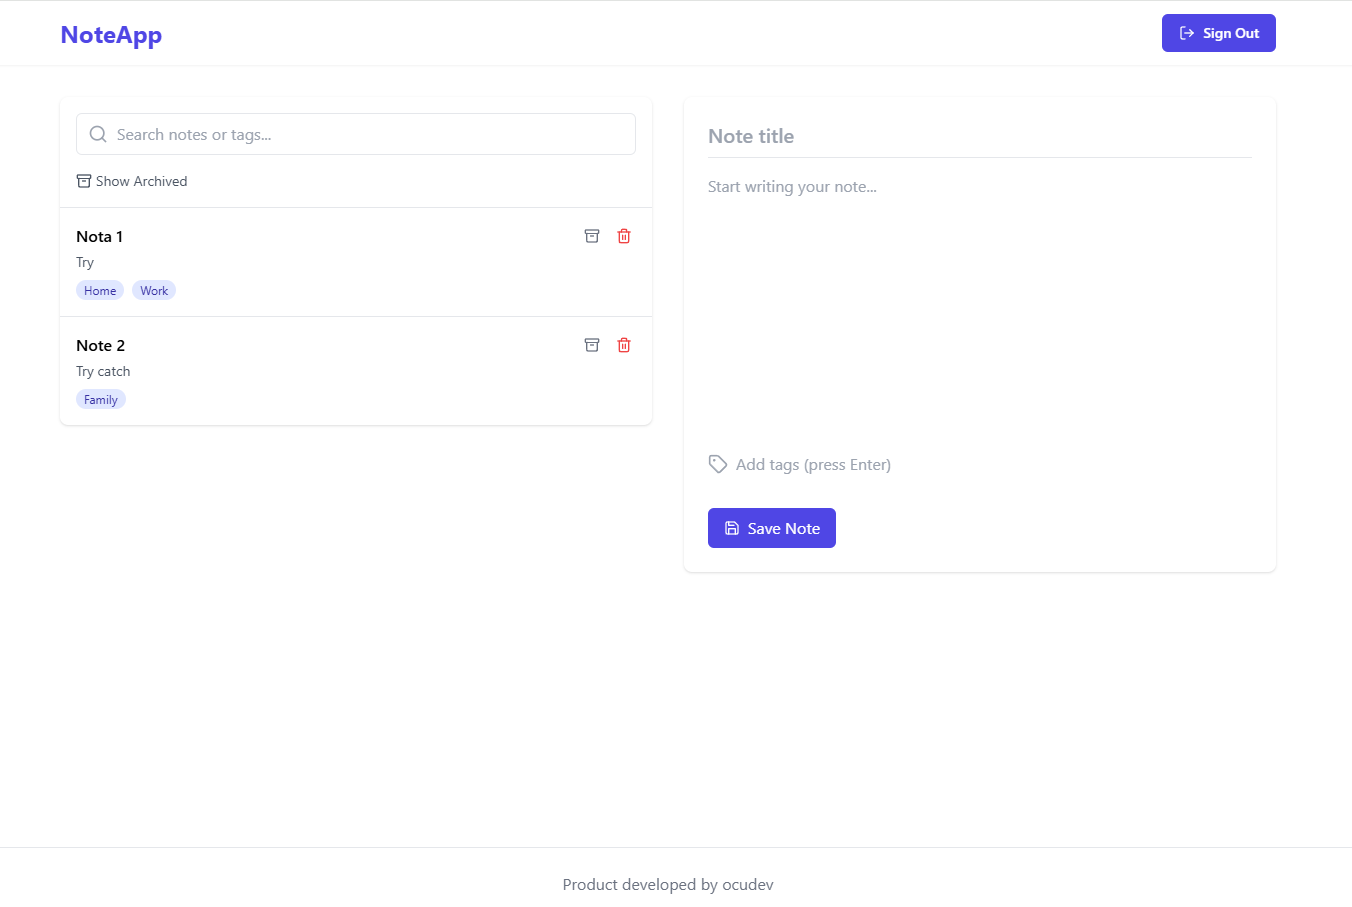 NoteApp
Sign Out
Search notes or tags...
Show Archived
Nota 1
Try
Home Work
Note 2
Try catch
Family
Note title
Start writing your note...
Add tags (press Enter)
Save Note
Product developed by ocudev